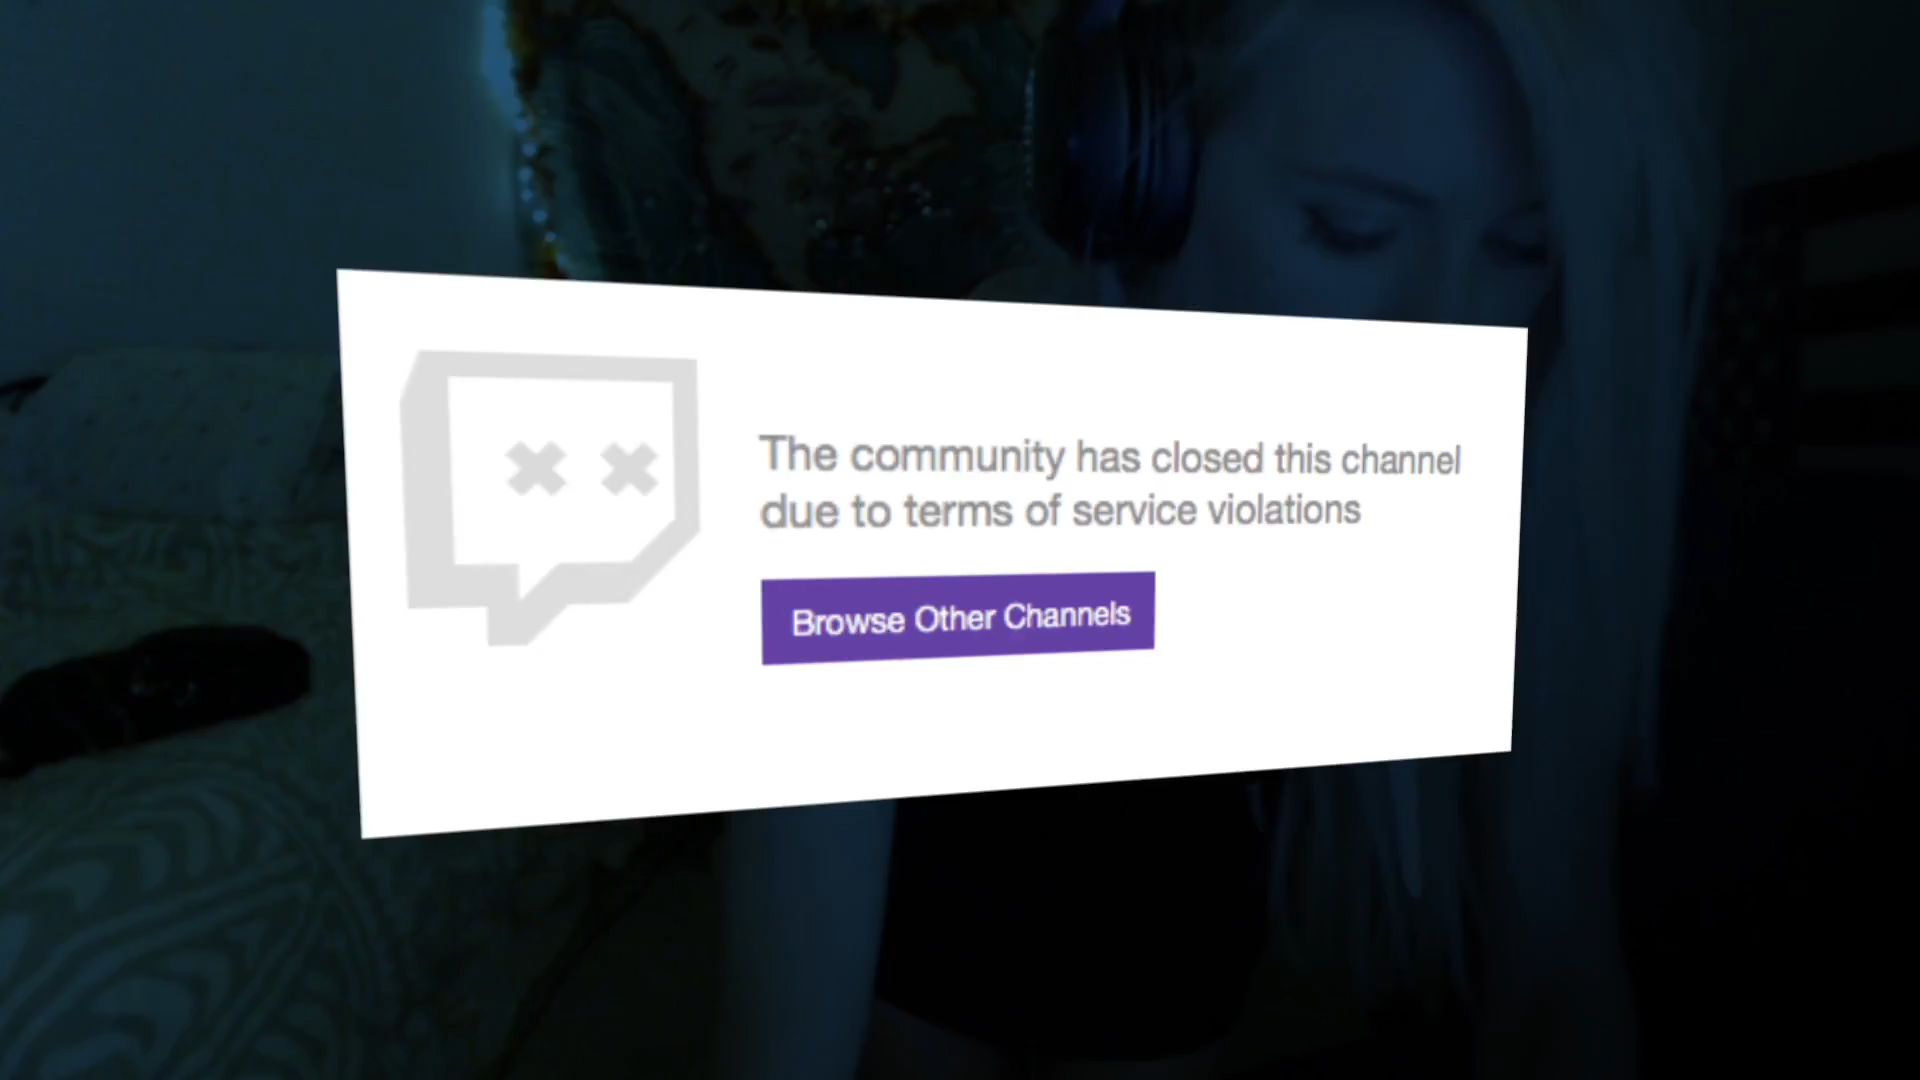 The community has closed this channel
due to terms of service violations
Browse Other Channels